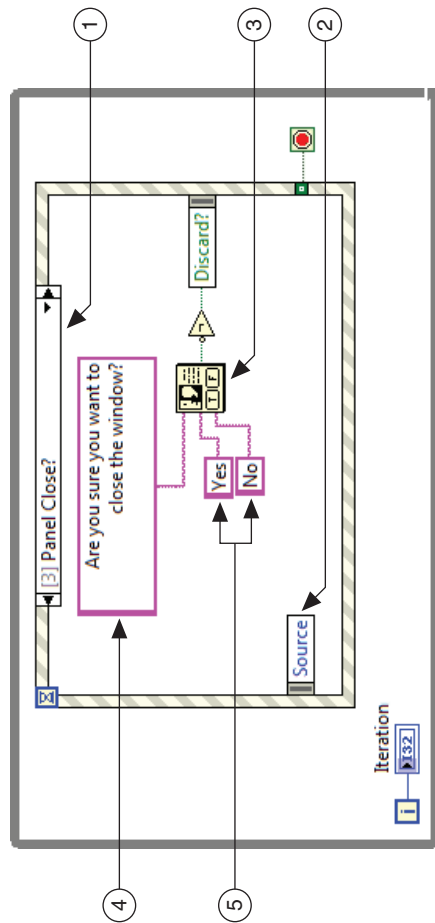 [3] Panel Close?
Are you sure you want to
close the window?
Yes
No
T F
Discard?
Source
Iteration
i
I32
1
2
3
4
5